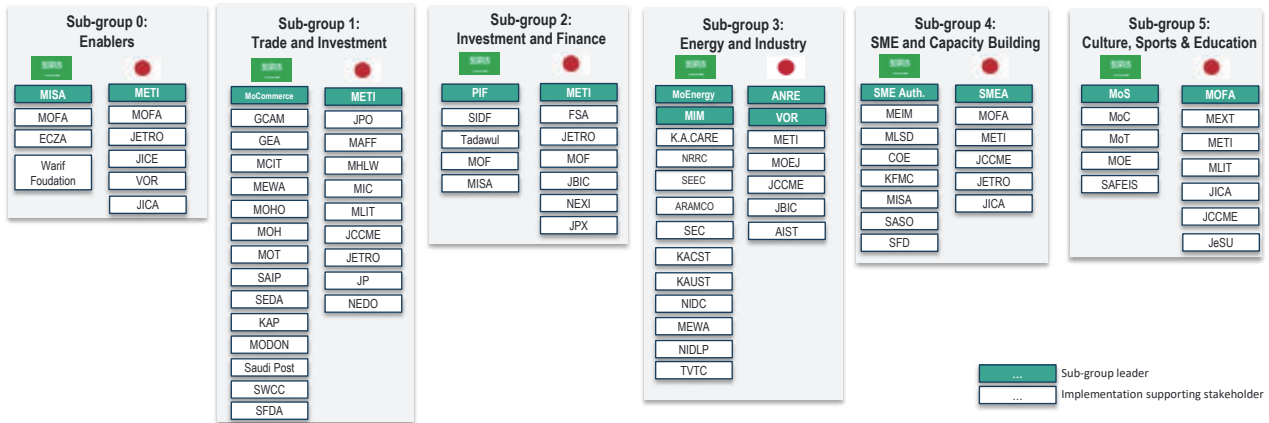 Sub-group 0:
Enablers
MISA
MOFA
ECZA
Warif
Foudation
METI
MOFA
JETRO
JICE
VOR
JICA
Sub-group 1:
Trade and Investment
MoCommerce
GCAM
GEA
MCIT
MEWA
MOHO
MOH
MOT
SAIP
SEDA
KAP
MODON
Saudi Post
SWCC
SFDA
METI
JPO
MAFF
MHLW
MIC
MLIT
JCCME
JETRO
JP
NEDO
Sub-group 2:
Investment and Finance
PIF
SIDF
Tadawul
MOF
MISA
METI
FSA
JETRO
MOF
JBIC
NEXI
JPX
Sub-group 3:
Energy and Industry
MoEnergy
MIM
K.A.CARE
NRRC
SEEC
ARAMCO
SEC
KACST
KAUST
NIDC
MEWA
NIDLP
TVTC
ANRE
VOR
METI
MOEJ
JCCME
JBIC
AIST
Sub-group 4:
SME and Capacity Building
SME Auth.
MEIM
MLSD
COE
KFMC
MISA
SASO
SFD
SMEA
MOFA
METI
JCCME
JETRO
JICA
Sub-group 5:
Culture, Sports & Education
MoS
MoC
MoT
MOE
SAFEIS
MOFA
MEXT
METI
MLIT
JICA
JCCME
JeSU
... Sub-group leader
... Implementation supporting stakeholder